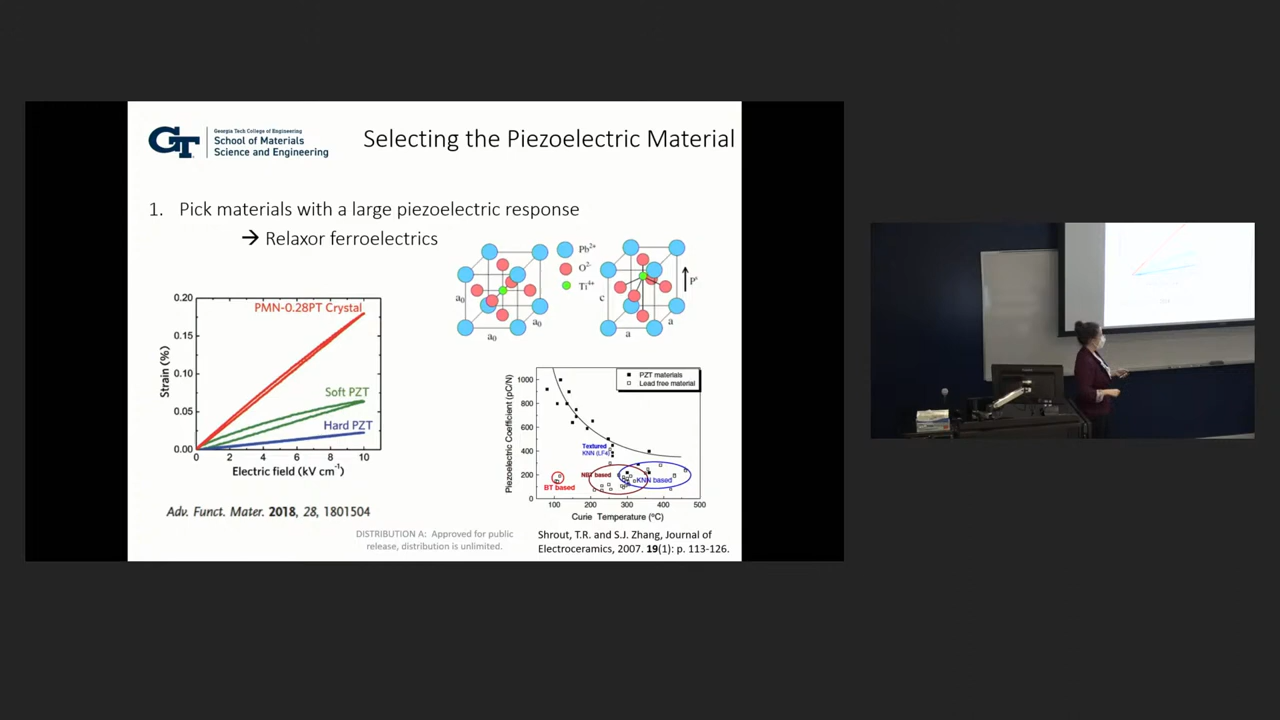 GT
Georgia Tech College of Engineering
School of Materials
Science and Engineering
Selecting the Piezoelectric Material
1. Pick materials with a large piezoelectric response
→ Relaxor ferroelectrics
Pb2+
O2-
Ti4+
a0
a0
a0
c
a
a
0.20
0.15
0.10
0.05
0.00
Strain (%)
PMN-0.28PT Crystal
Soft PZT
Hard PZT
0 2 4 6 8 10
Electric field (kV cm-1)
Adv. Funct. Mater. 2018, 28, 1801504
PZT materials
Lead free material
1000
800
600
400
200
0
Piezoelectric Coefficient (pC/N)
Textured
KNN (LF4)
NBT based
KNN based
BT based
100 200 300 400 500
Curie Temperature (ºC)
DISTRIBUTION A: Approved for public
release, distribution is unlimited.
Shrout, T.R. and S.J. Zhang, Journal of
Electroceramics, 2007. 19(1): p. 113-126.